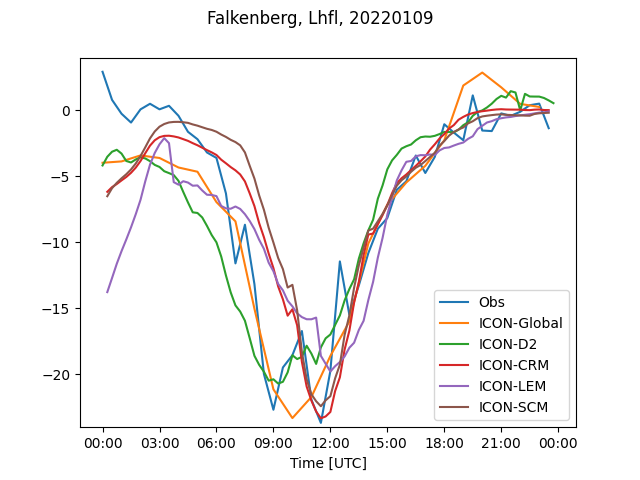 Falkenberg, Lhfl, 20220109
0
−5
−10
−15
−20
00:00 03:00 06:00 09:00 12:00 15:00 18:00 21:00 00:00
Time [UTC]
Obs
ICON-Global
ICON-D2
ICON-CRM
ICON-LEM
ICON-SCM